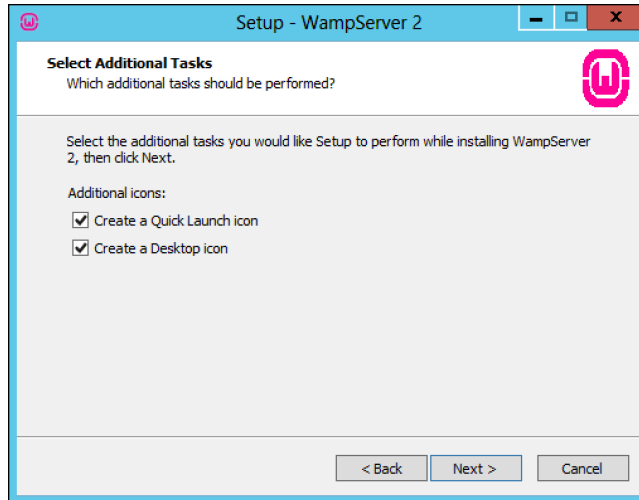 Setup - WampServer 2
Select Additional Tasks
Which additional tasks should be performed?
Select the additional tasks you would like Setup to perform while installing WampServer
2, then click Next.
Additional icons:
Create a Quick Launch icon
Create a Desktop icon
< Back Next > Cancel